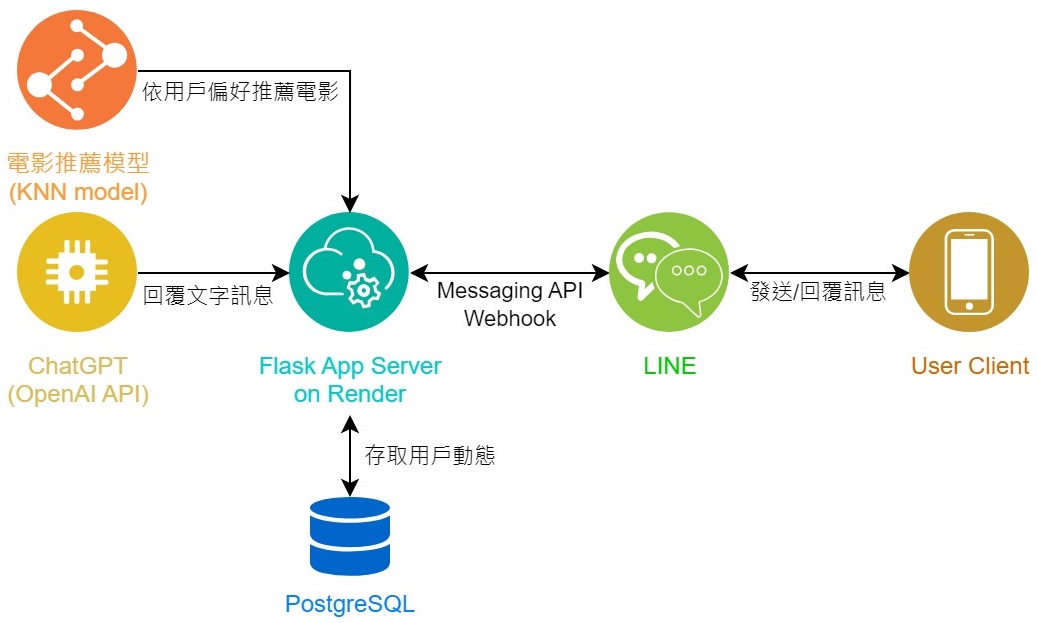 依用戶偏好推薦電影
電影推薦模型
(KNN model)
回覆文字訊息
Messaging API
Webhook
發送/回覆訊息
ChatGPT
(OpenAI API)
Flask App Server
on Render
LINE
User Client
存取用戶動態
PostgreSQL